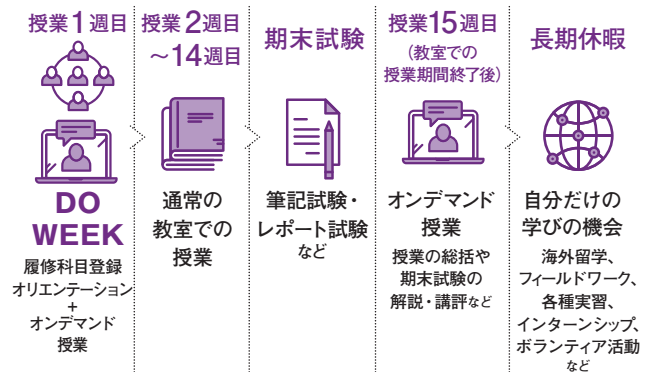 授業1週目
DO
WEEK
履修科目登録
オリエンテーション
+
オンデマンド
授業
授業2週目
〜14週目
通常の
教室での
授業
期末試験
筆記試験・
レポート試験
など
授業15週目
(教室での
授業期間終了後)
オンデマンド
授業
授業の総括や
期末試験の
解説・講評など
長期休暇
自分だけの
学びの機会
海外留学、
フィールドワーク、
各種実習、
インターンシップ、
ボランティア活動
など